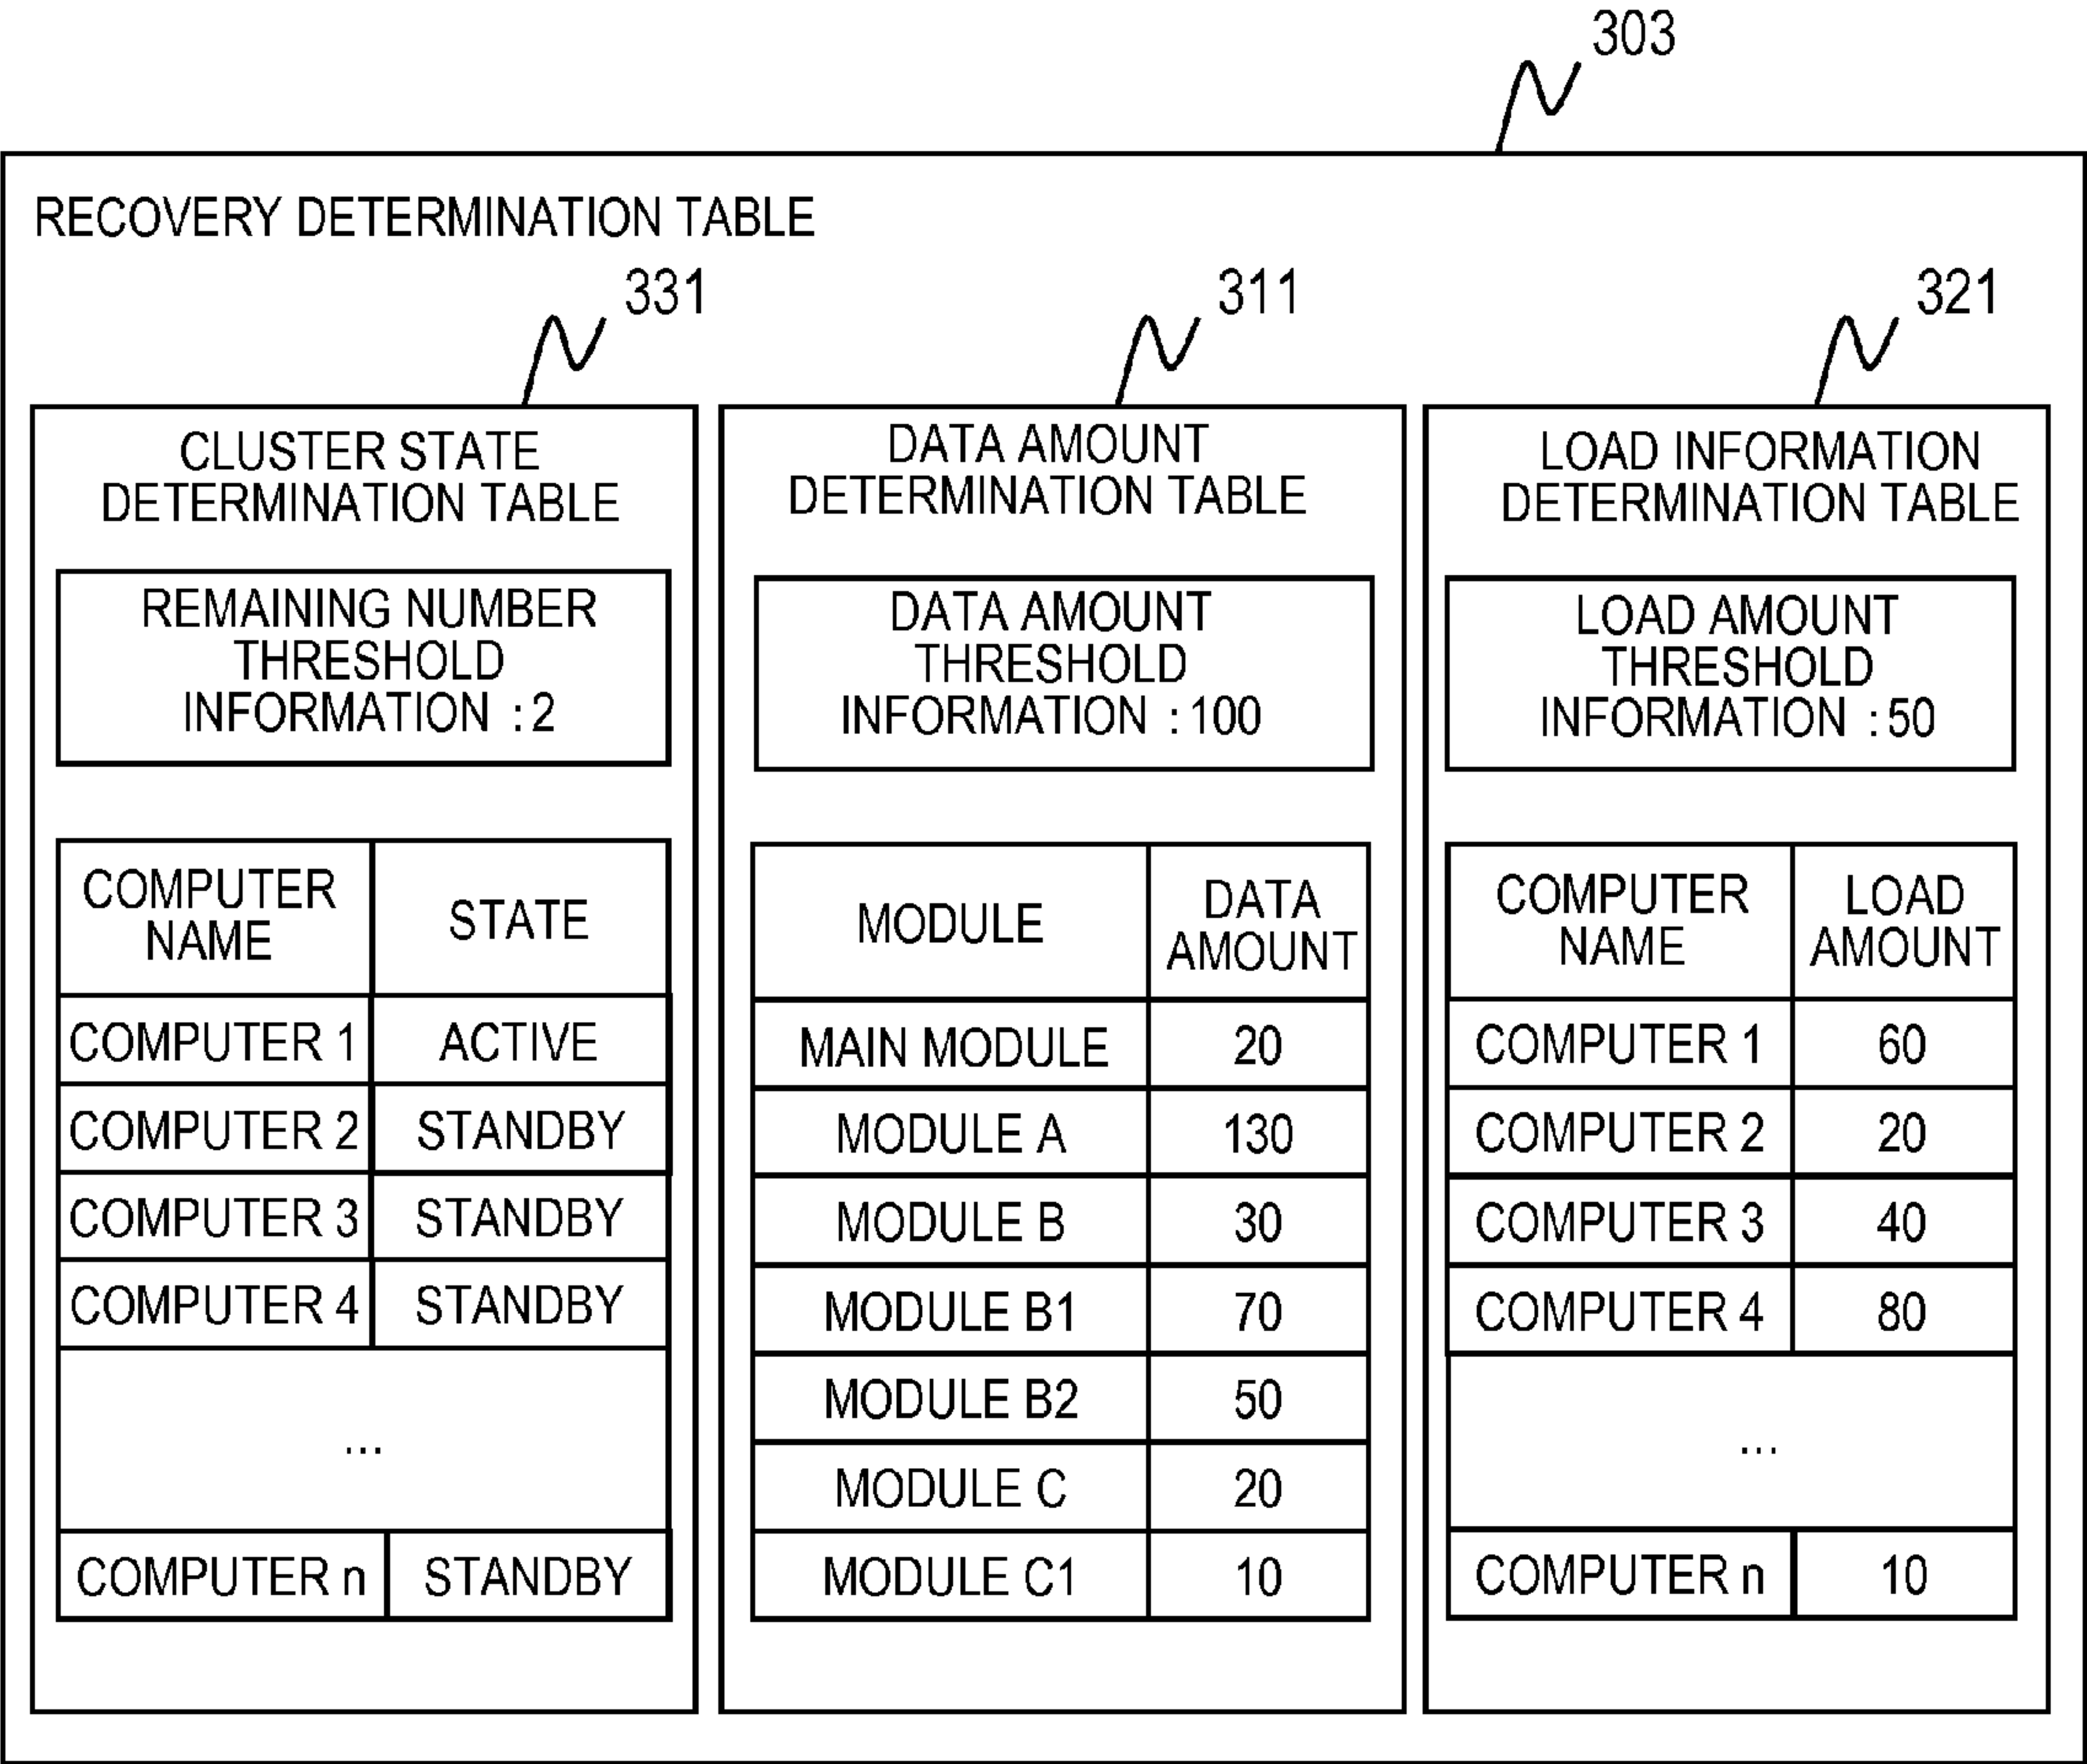 303
RECOVERY DETERMINATION TABLE
331
CLUSTER STATE
DETERMINATION TABLE
REMAINING NUMBER
THRESHOLD
INFORMATION : 2
COMPUTER
NAME
STATE
COMPUTER 1 ACTIVE
COMPUTER 2 STANDBY
COMPUTER 3 STANDBY
COMPUTER 4 STANDBY
...
COMPUTER n STANDBY
311
DATA AMOUNT
DETERMINATION TABLE
DATA AMOUNT
THRESHOLD
INFORMATION : 100
MODULE
DATA
AMOUNT
MAIN MODULE 20
MODULE A 130
MODULE B 30
MODULE B1 70
MODULE B2 50
MODULE C 20
MODULE C1 10
321
LOAD INFORMATION
DETERMINATION TABLE
LOAD AMOUNT
THRESHOLD
INFORMATION : 50
COMPUTER
NAME
LOAD
AMOUNT
COMPUTER 1 60
COMPUTER 2 20
COMPUTER 3 40
COMPUTER 4 80
...
COMPUTER n 10